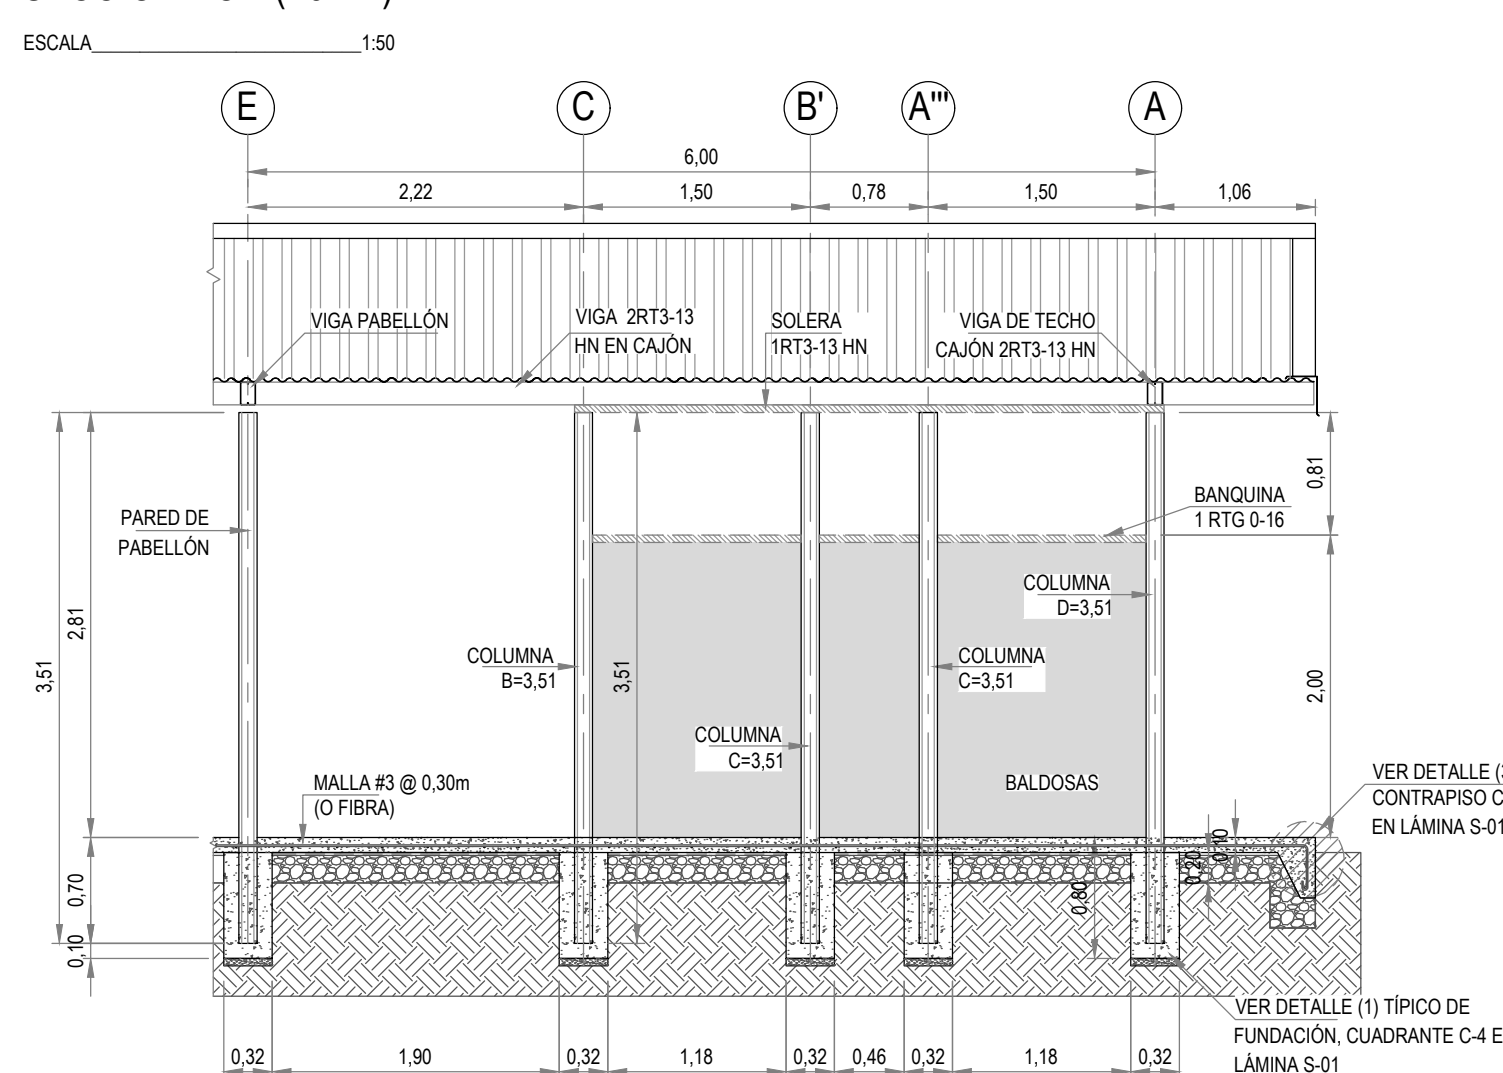 ESCALA 1:50
E C B' A''' A
6,00
2,22 1,50 0,78 1,50 1,06
VIGA PABELLÓN
VIGA 2RT3-13
HN EN CAJÓN
SOLERA
1RT3-13 HN
VIGA DE TECHO
CAJÓN 2RT3-13 HN
0,81
BANQUINA
1 RTG 0-16
PARED DE
PABELLÓN
COLUMNA
D=3,51
2,81
3,51
COLUMNA
B=3,51
3,51
COLUMNA
C=3,51
2,00
COLUMNA
C=3,51
MALLA #3 @ 0,30m
(O FIBRA)
BALDOSAS
VER DETALLE (3
CONTRAPISO C
EN LÁMINA S-01
0,10
0,20
0,70
0,80
0,10
VER DETALLE (1) TÍPICO DE
FUNDACIÓN, CUADRANTE C-4 E
LÁMINA S-01
0,32 1,90 0,32 1,18 0,32 0,46 0,32 1,18 0,32